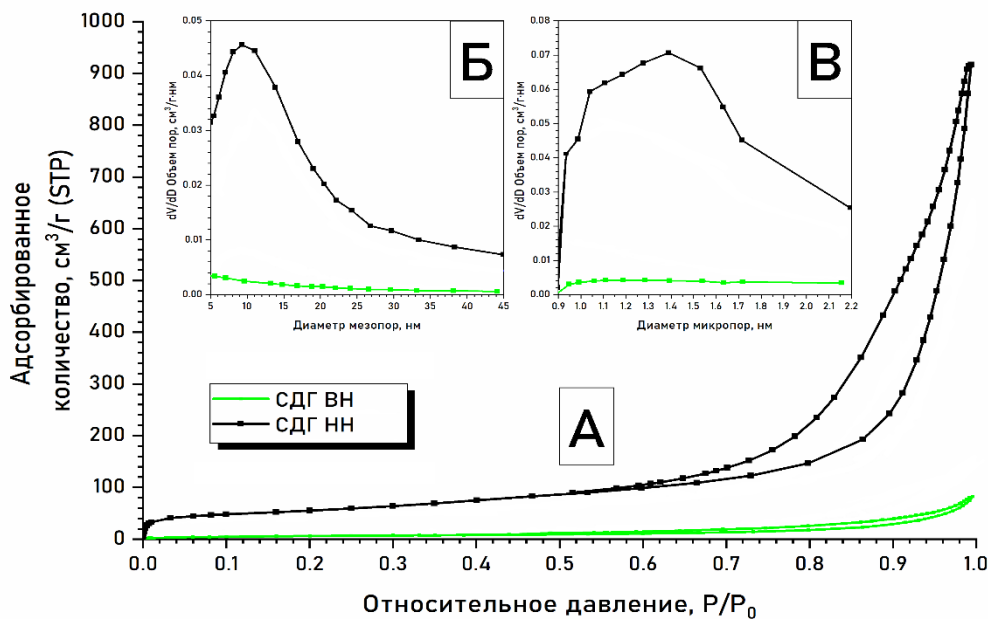 Адсорбированное
количество, см³/г (STP)
1000
900
800
700
600
500
400
300
200
100
0
0.0 0.1 0.2 0.3 0.4 0.5 0.6 0.7 0.8 0.9 1.0
Относительное давление, P/P₀
А
СДГ ВН
СДГ НН
Б
dV/dD Объем пор, см³/г·нм
0.05
0.04
0.03
0.02
0.01
0.00
5 10 15 20 25 30 35 40 45
Диаметр мезопор, нм
В
dV/dD Объем пор, см³/г·нм
0.08
0.07
0.06
0.05
0.04
0.03
0.02
0.01
0.00
0.9 1.0 1.1 1.2 1.3 1.4 1.5 1.6 1.7 1.8 1.9 2.0 2.1 2.2
Диаметр микропор, нм